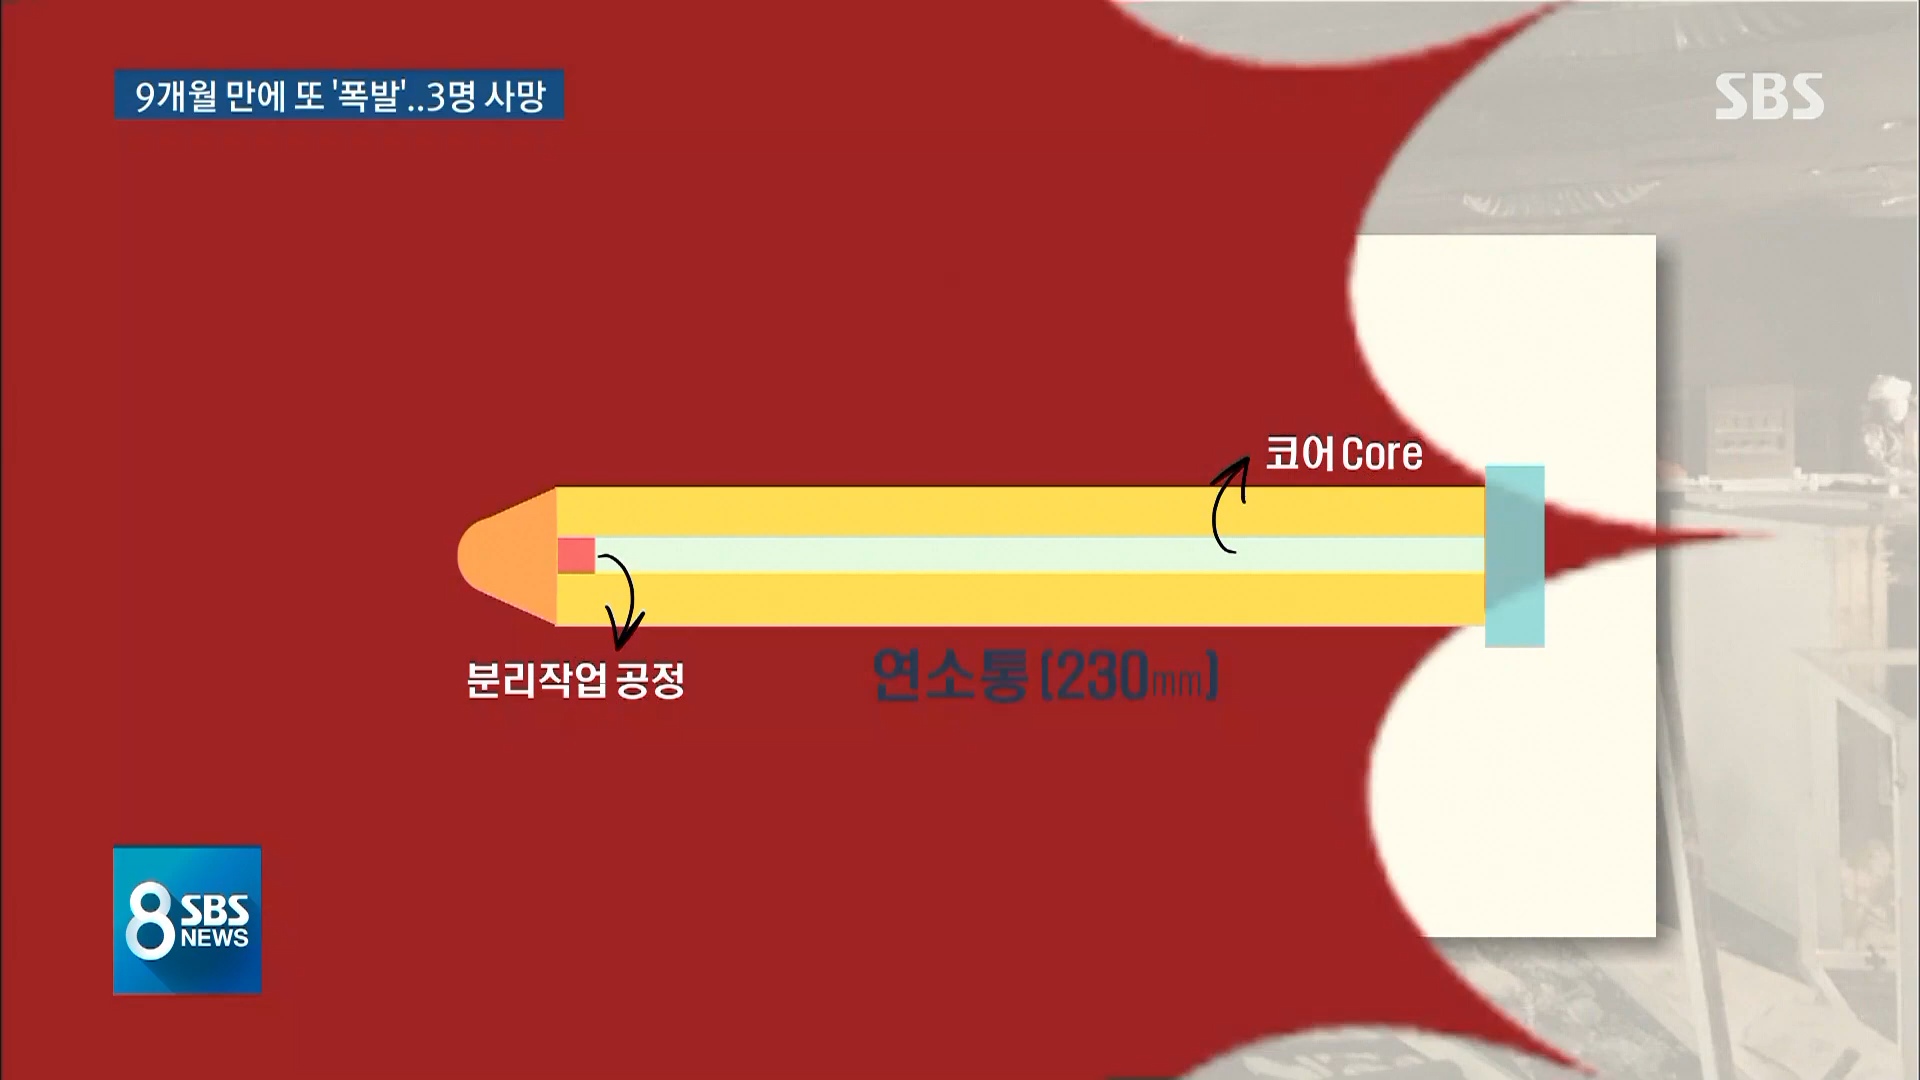 9개월 만에 또 '폭발'..3명 사망
SBS
코어 Core
분리작업 공정
연소통 (230mm)
8 SBS
NEWS